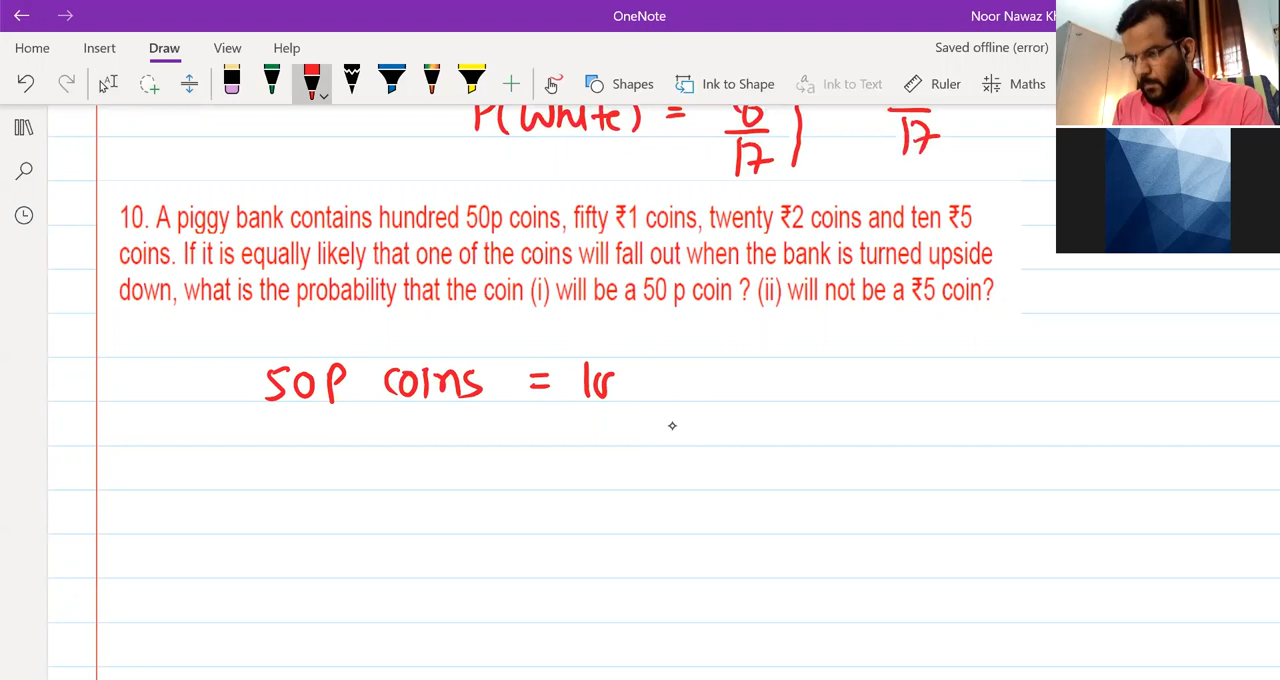 OneNote
Noor Nawaz Kh
Home Insert Draw View Help
Saved offline (error)
Shapes Ink to Shape Ink to Text Ruler Maths
P(White) = 8/17
17
10. A piggy bank contains hundred 50p coins, fifty ₹1 coins, twenty ₹2 coins and ten ₹5
coins. If it is equally likely that one of the coins will fall out when the bank is turned upside
down, what is the probability that the coin (i) will be a 50 p coin ? (ii) will not be a ₹5 coin?
50P coins = 10